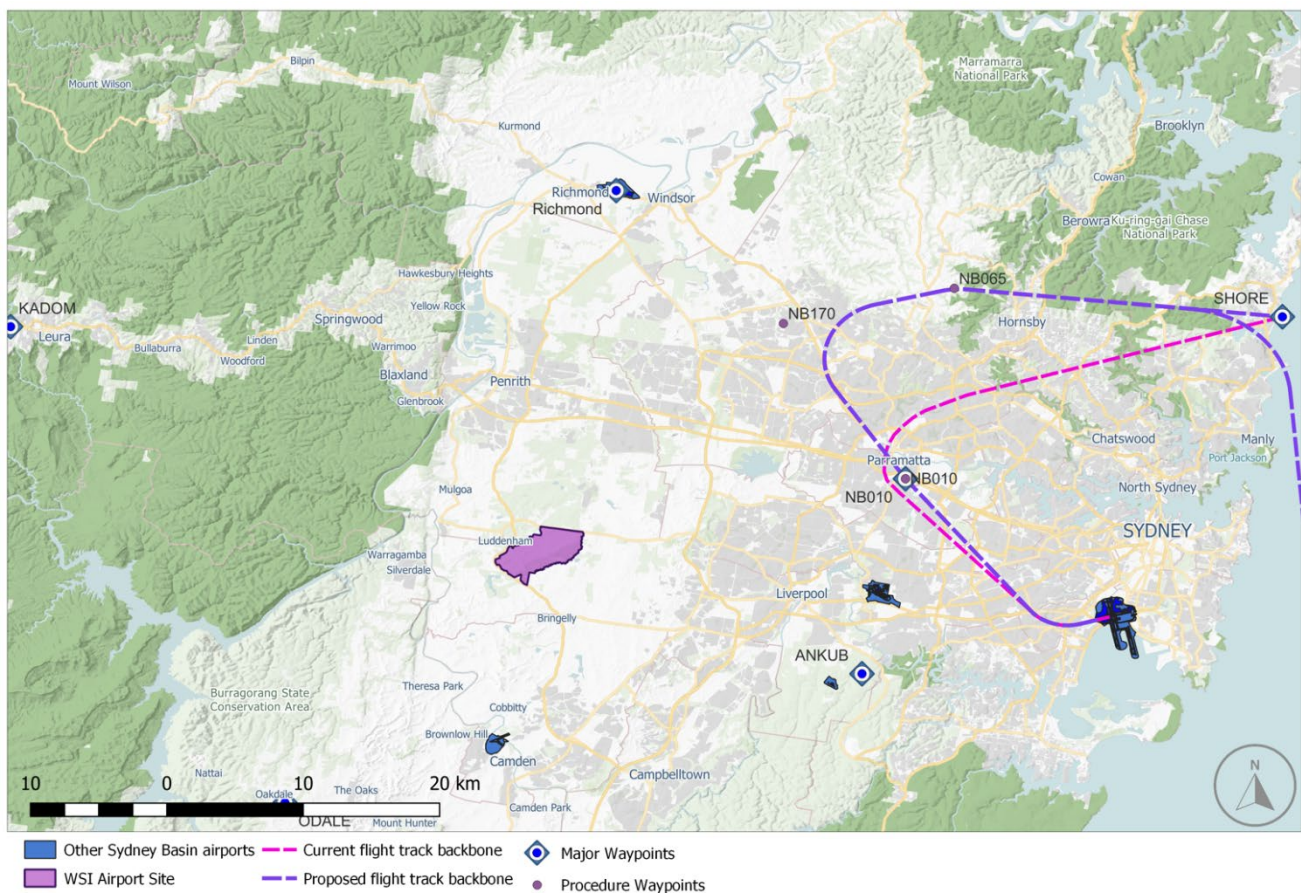 Bilpin
Mount Wilson
Marramarra
National Park
Kurmond
Brooklyn
Cowan
Richmond
Windsor
Richmond
Berowra
Ku-ring-gai Chase
National Park
Hawkesbury Heights
NB065
Yellow Rock
SHORE
KADOM
NB170
Hornsby
Leura
Springwood
Linden
Bullaburra
Woodford
Warrimoo
Blaxland
Penrith
Glenbrook
Chatswood
Manly
Parramatta
Port Jackson
NB010
North Sydney
NB010
Mulgoa
SYDNEY
Luddenham
Warragamba
Silverdale
Liverpool
Bringelly
ANKUB
Theresa Park
Burragorang State
Conservation Area
Cobbitty
Brownlow Hill
Camden
Nattai
Campbelltown
Oakdale
The Oaks
Camden Park
ODALE
Mount Hunter
10 0 10 20 km
N
Other Sydney Basin airports
Current flight track backbone
Major Waypoints
WSI Airport Site
Proposed flight track backbone
Procedure Waypoints